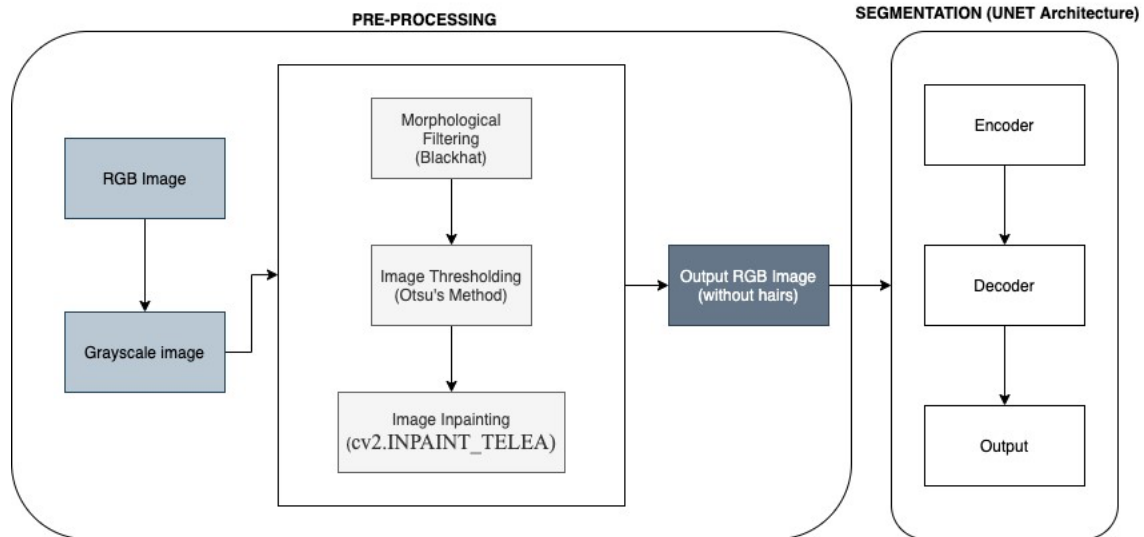 PRE-PROCESSING
SEGMENTATION (UNET Architecture)
RGB Image
Grayscale image
Morphological
Filtering
(Blackhat)
Image Thresholding
(Otsu's Method)
Image Inpainting
(cv2.INPAINT_TELEA)
Output RGB Image
(without hairs)
Encoder
Decoder
Output